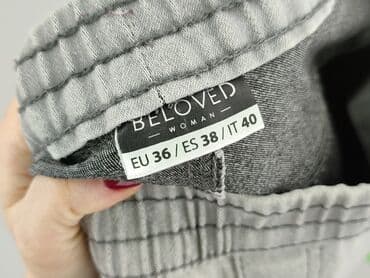 BELOVED
— WOMAN —
EU 36 / ES 38 / IT 40